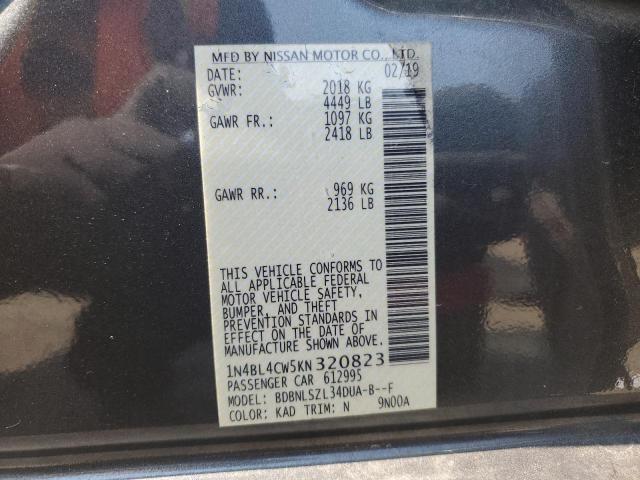 MFD BY NISSAN MOTOR CO., LTD.
DATE: 02/19
GVWR: 2018 KG
4449 LB
GAWR FR.: 1097 KG
2418 LB
GAWR RR.: 969 KG
2136 LB
THIS VEHICLE CONFORMS TO
ALL APPLICABLE FEDERAL
MOTOR VEHICLE SAFETY,
BUMPER, AND THEFT
PREVENTION STANDARDS IN
EFFECT ON THE DATE OF
MANUFACTURE SHOWN ABOVE.
1N4BL4CW5KN320823
PASSENGER CAR 612995
MODEL: BDBNLSZL34DUA-B--F
COLOR: KAD TRIM: N 9N00A